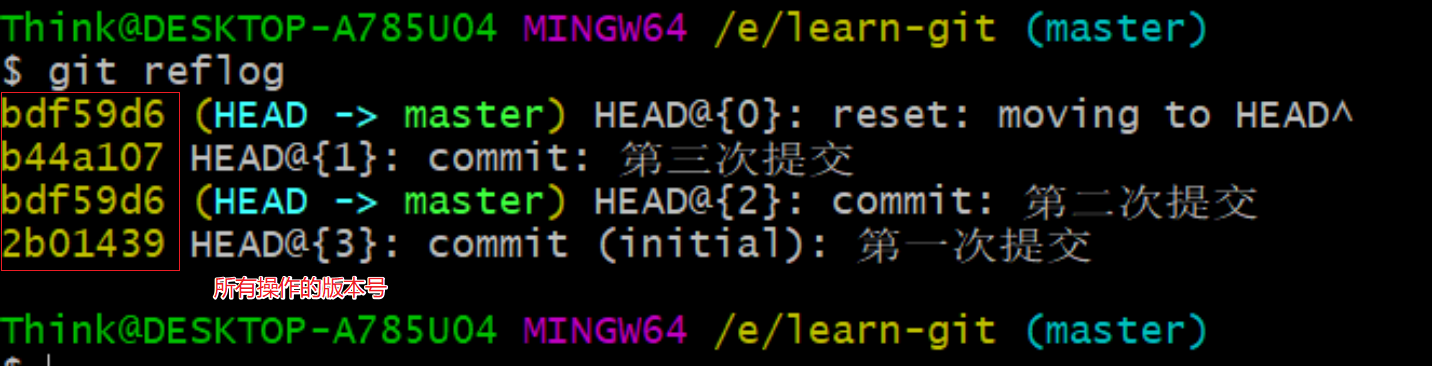 Think@DESKTOP-A785U04 MINGW64 /e/learn-git (master)
$ git reflog
bdf59d6 (HEAD -> master) HEAD@{0}: reset: moving to HEAD^
b44a107 HEAD@{1}: commit: 第三次提交
bdf59d6 (HEAD -> master) HEAD@{2}: commit: 第二次提交
2b01439 HEAD@{3}: commit (initial): 第一次提交
所有操作的版本号
Think@DESKTOP-A785U04 MINGW64 /e/learn-git (master)
$